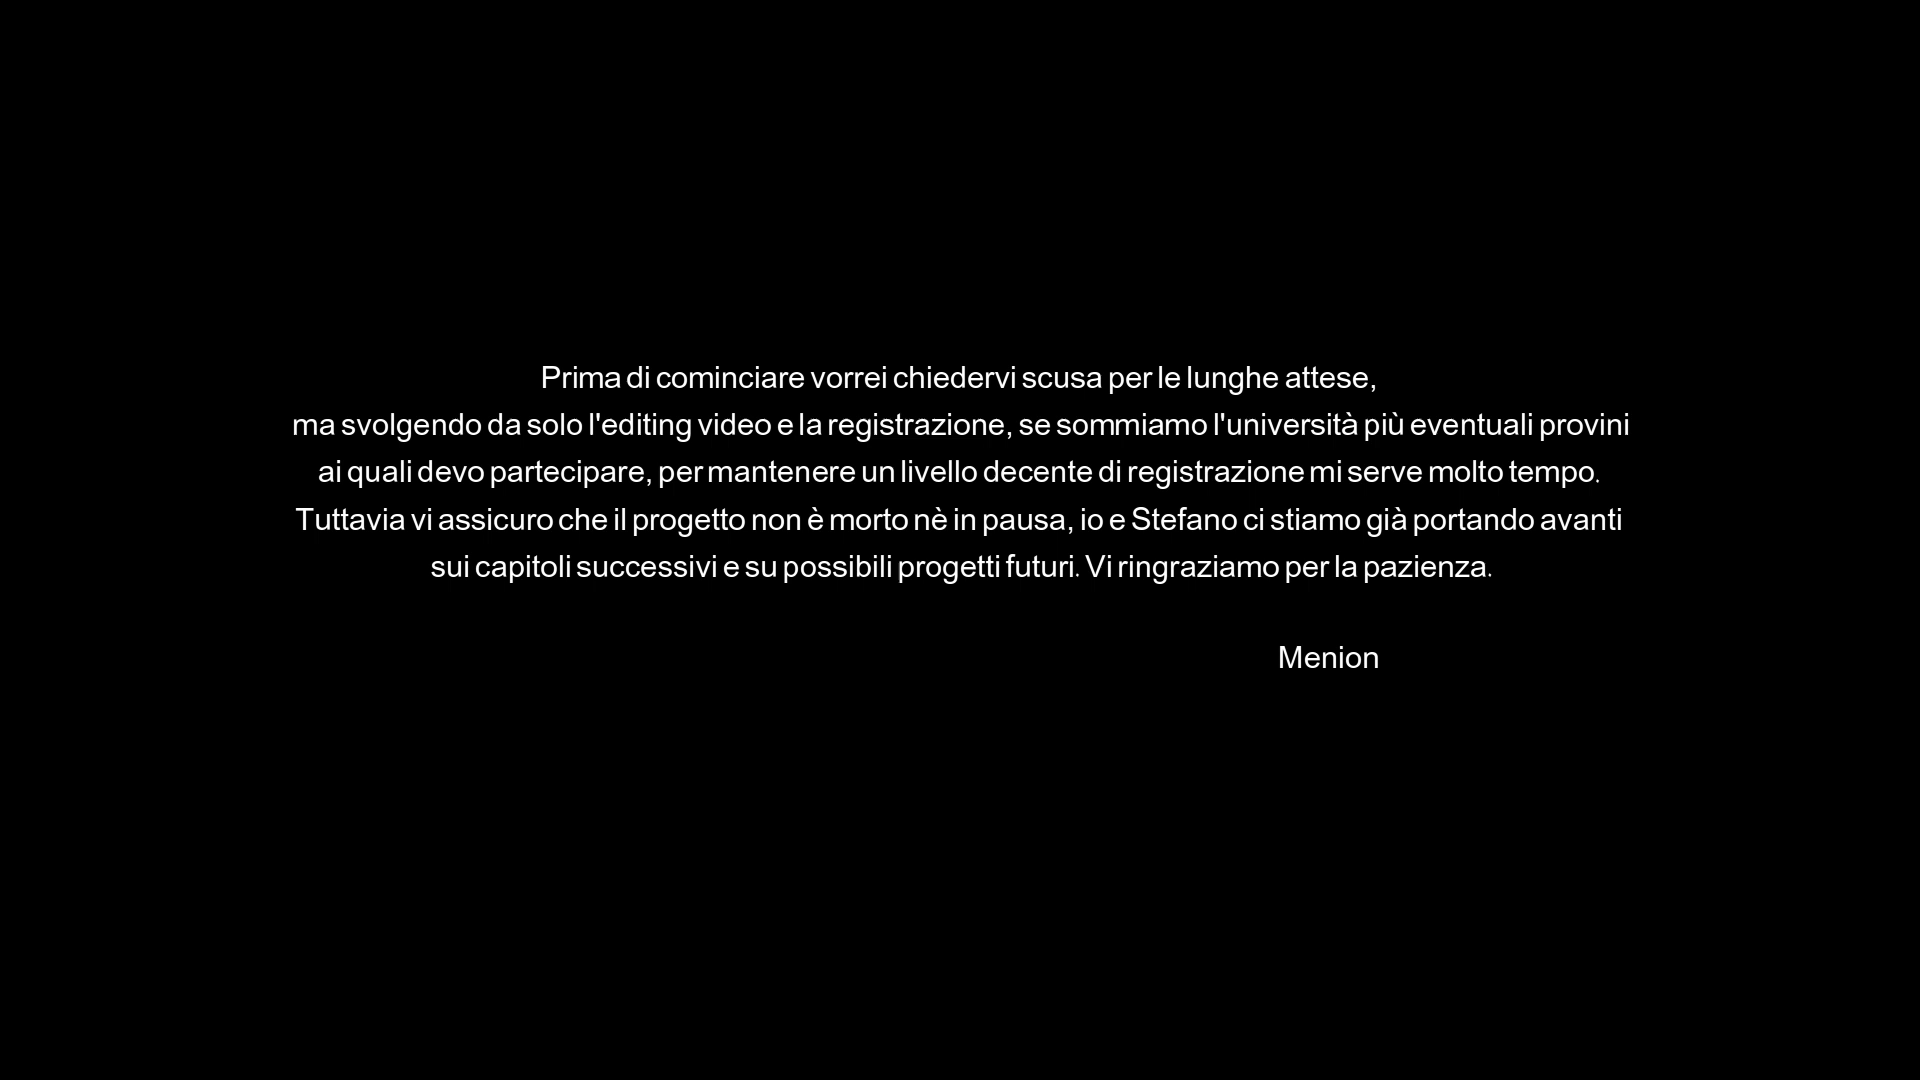 Prima di cominciare vorrei chiedervi scusa per le lunghe attese,
ma svolgendo da solo l'editing video e la registrazione, se sommiamo l'università più eventuali provini
ai quali devo partecipare, per mantenere un livello decente di registrazione mi serve molto tempo.
Tuttavia vi assicuro che il progetto non è morto nè in pausa, io e Stefano ci stiamo già portando avanti
sui capitoli successivi e su possibili progetti futuri. Vi ringraziamo per la pazienza.
Menion